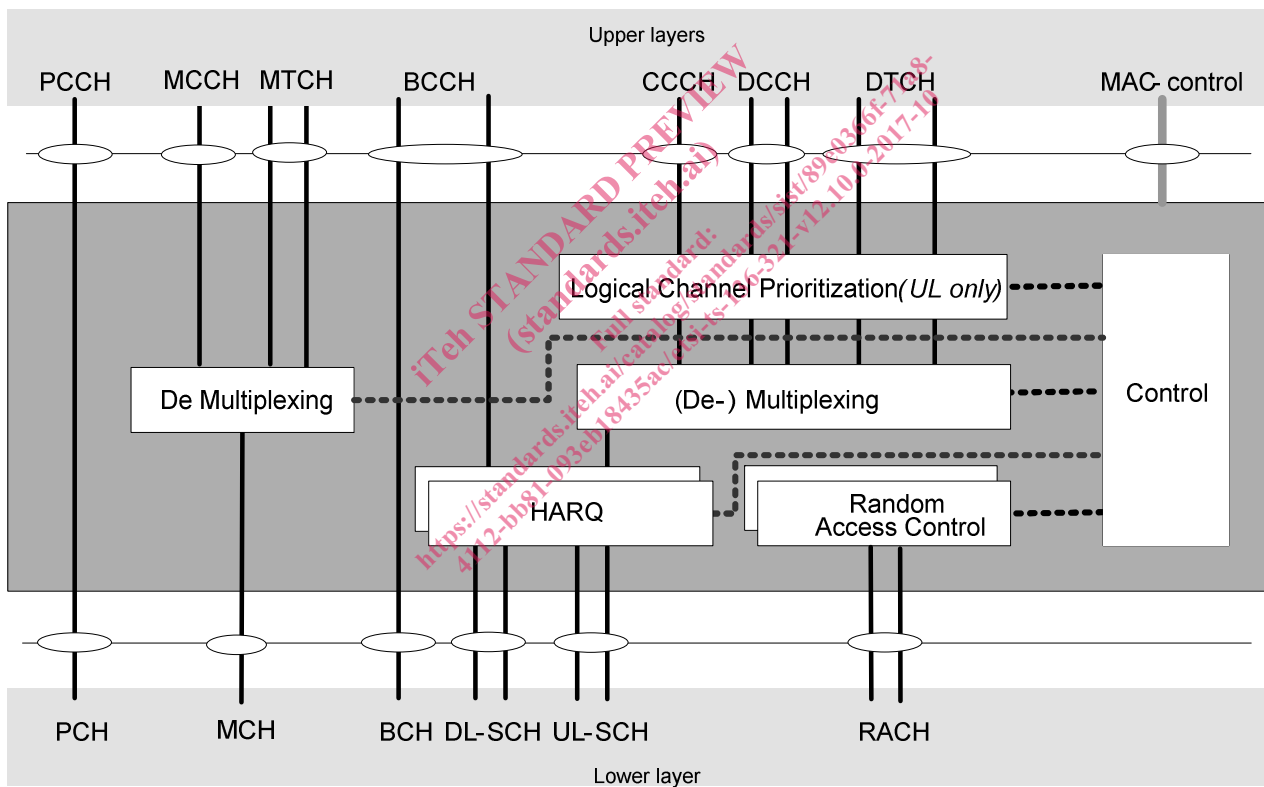 Upper layers
PCCH MCCH MTCH BCCH CCCH DCCH DTCH MAC- control
Logical Channel Prioritization(UL only)
De Multiplexing
(De-) Multiplexing
Control
HARQ
Random
Access Control
PCH MCH BCH DL-SCH UL-SCH RACH
Lower layer
iTeh STANDARD PREVIEW
(standards.iteh.ai)
Full standard:
https://standards.iteh.ai/catalog/standards/sist/89e0366f-71a8-
4112-bb81-093eb18435ac/etsi-ts-136-321-v12.10.0-2017-10